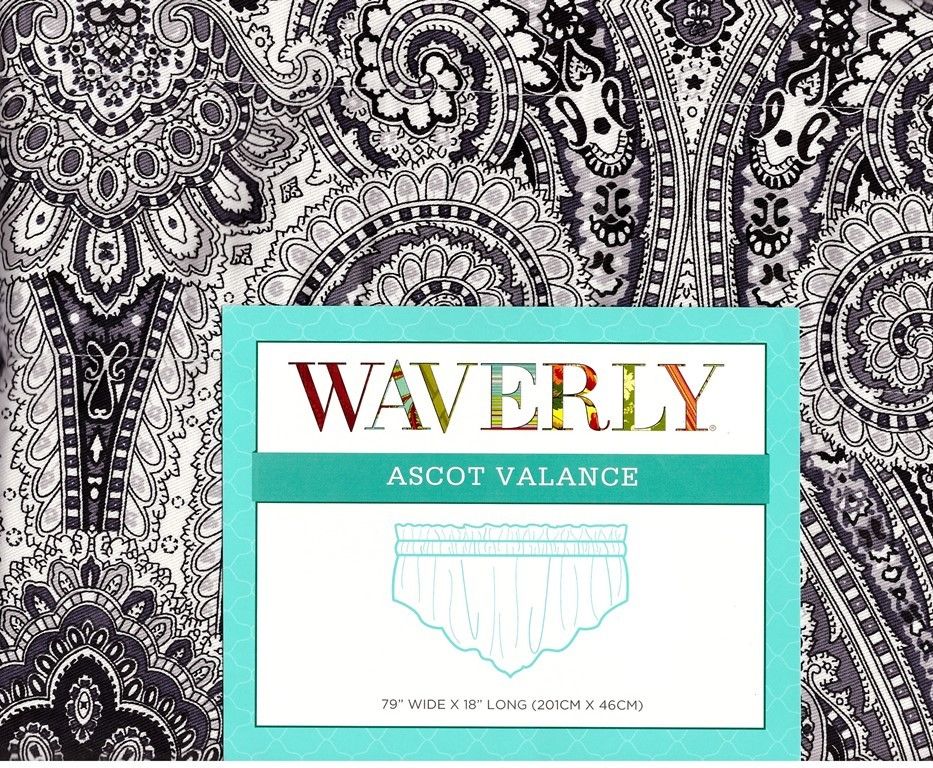 WAVERLY®
ASCOT VALANCE
79” WIDE X 18” LONG (201CM X 46CM)